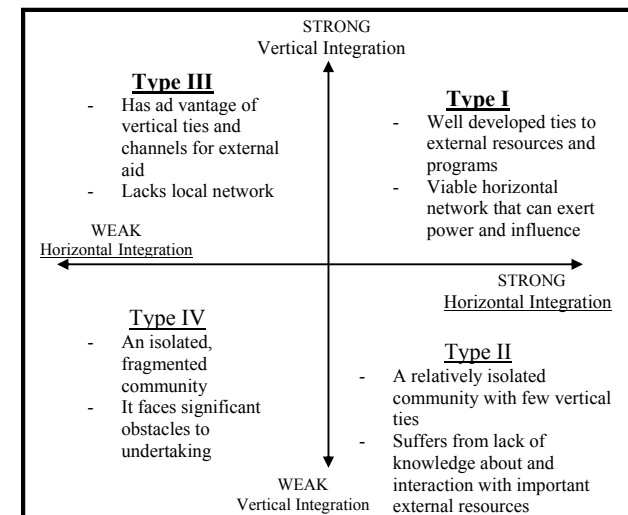 STRONG
Vertical Integration
Type III
- Has ad vantage of
vertical ties and
channels for external
aid
- Lacks local network
Type I
- Well developed ties to
external resources and
programs
- Viable horizontal
network that can exert
power and influence
WEAK
Horizontal Integration
STRONG
Horizontal Integration
Type IV
- An isolated,
fragmented
community
- It faces significant
obstacles to
undertaking
Type II
- A relatively isolated
community with few vertical
ties
- Suffers from lack of
knowledge about and
interaction with important
external resources
WEAK
Vertical Integration